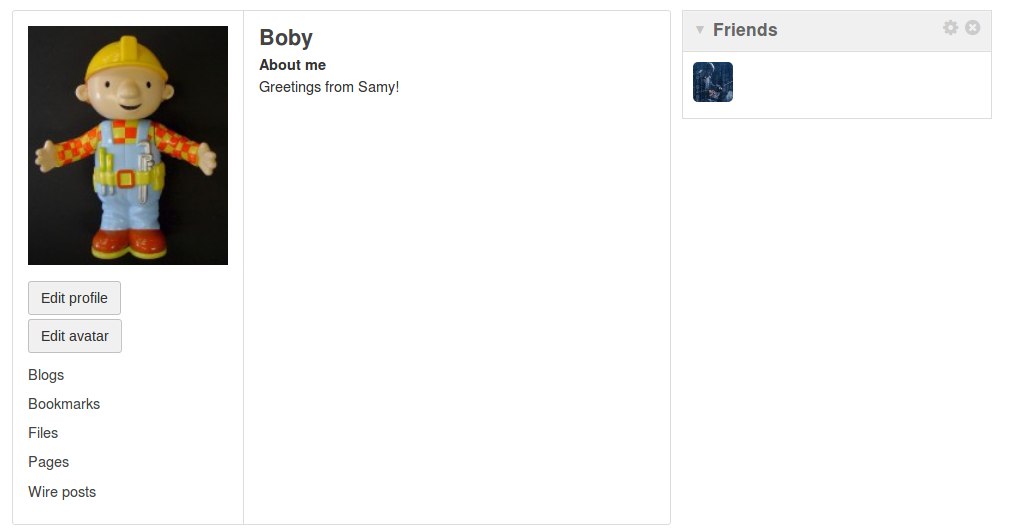 Boby
About me
Greetings from Samy!
Edit profile
Edit avatar
Blogs
Bookmarks
Files
Pages
Wire posts
Friends